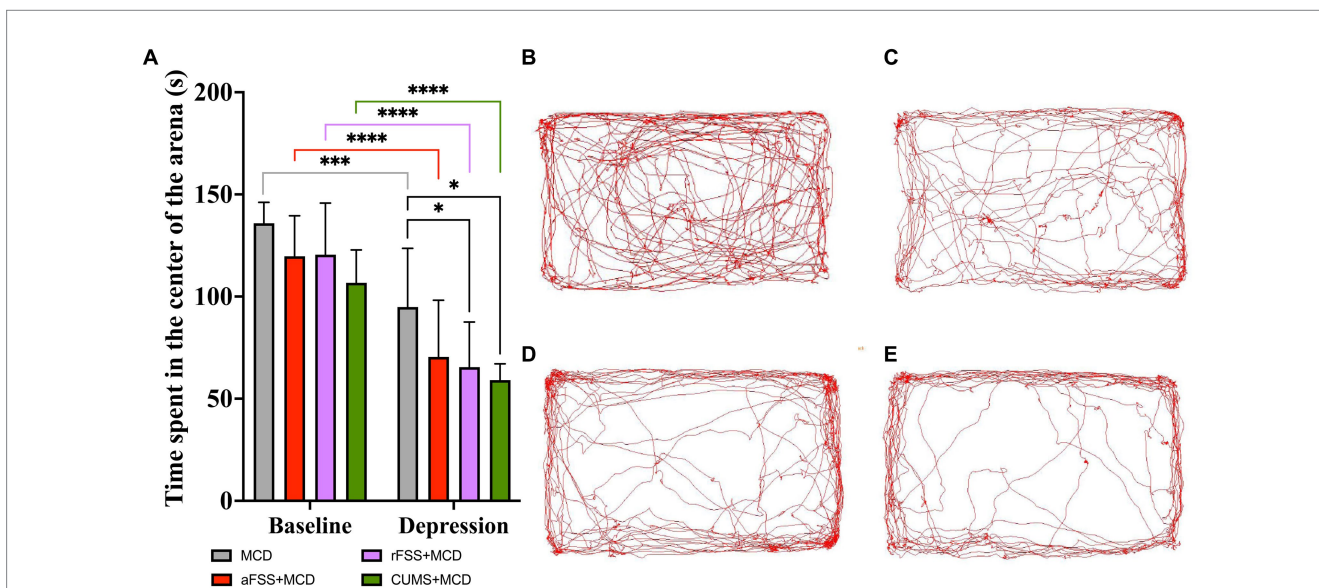 A
B
C
Time spent in the center of the arena (s)
200
150
100
50
0
****
****
****
***
*
*
Baseline
Depression
MCD
rFSS+MCD
aFSS+MCD
CUMS+MCD
D
E